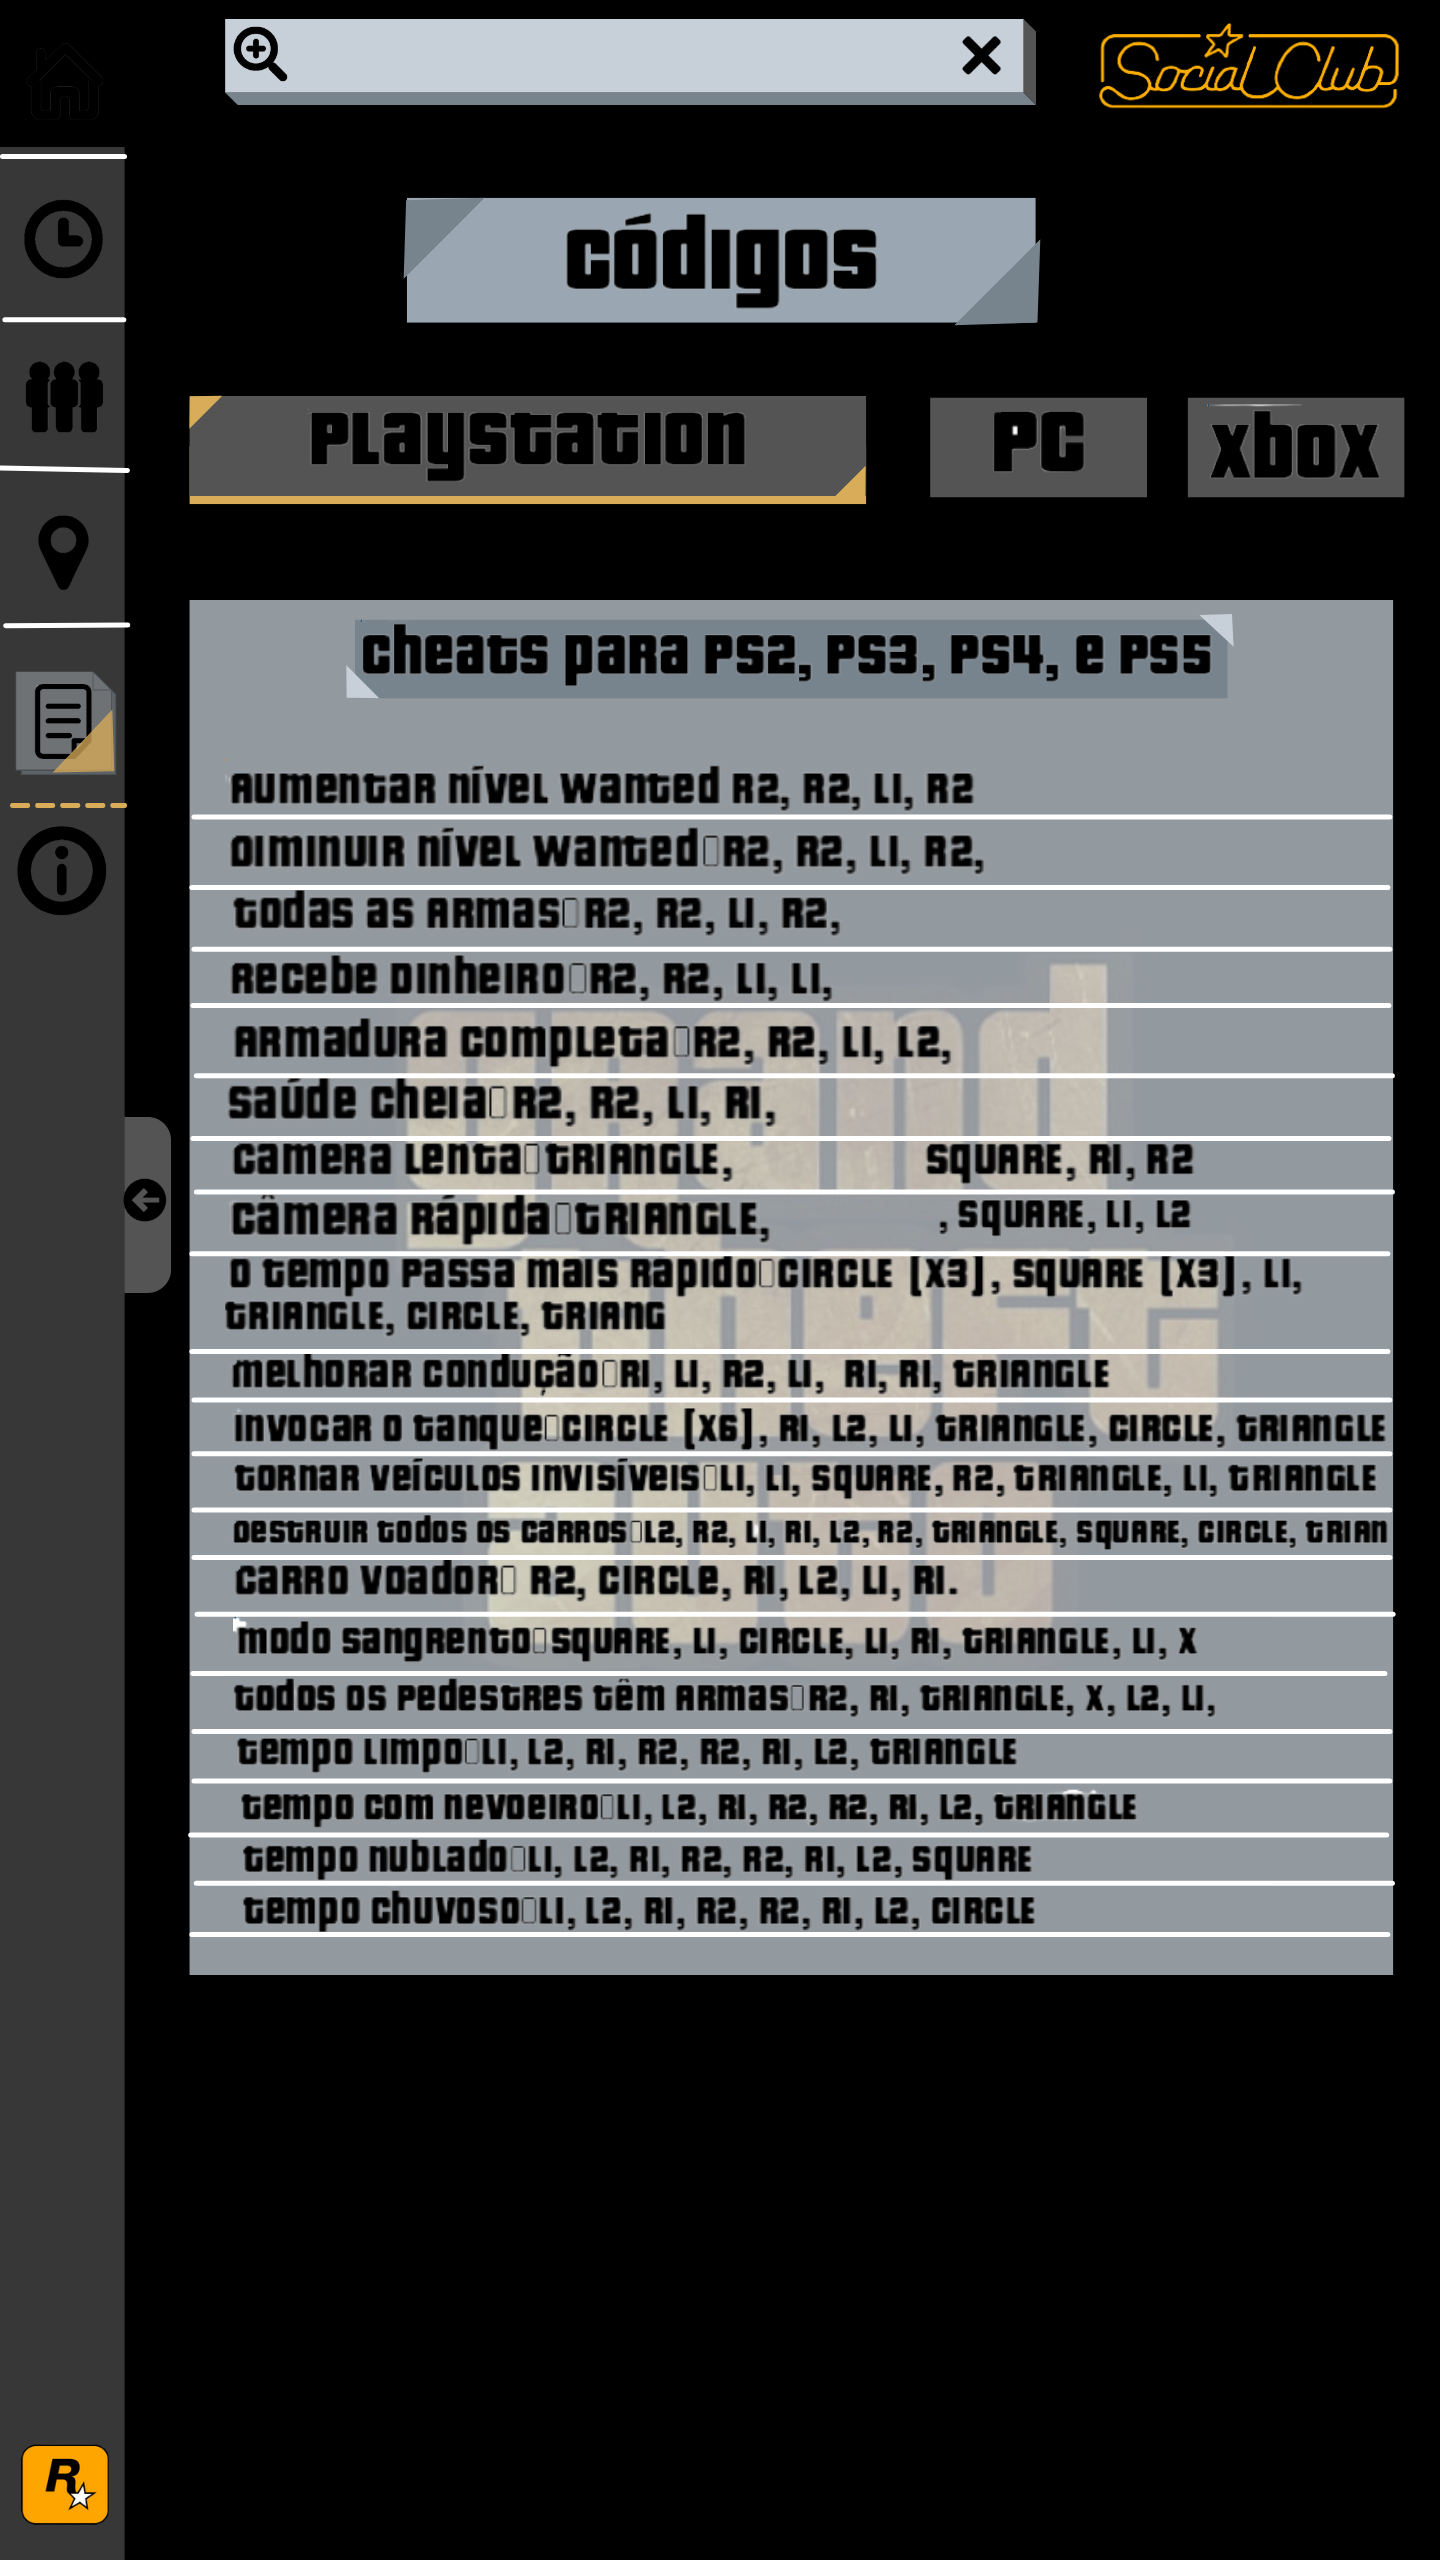 Social Club
códigos
Playstation
PC
xbox
cheats para PS2, PS3, PS4, e PS5
Aumentar nível wanted R2, R2, L1, R2
Diminuir nível wanted R2, R2, L1, R2,
todas as armas R2, R2, L1, R2,
Recebe Dinheiro R2, R2, L1, L1,
Armadura completa R2, R2, L1, L2,
saúde cheia R2, R2, L1, R1,
camera lenta TRIANGLE, SQUARE, R1, R2
câmera Rápida TRIANGLE, , SQUARE, L1, L2
o tempo passa mais rapido CIRCLE [X3], SQUARE [X3], L1,
TRIANGLE, CIRCLE, TRIANG
melhorar condução R1, L1, R2, L1, R1, R1, TRIANGLE
invocar o tanque CIRCLE [X6], R1, L2, L1, TRIANGLE, CIRCLE, TRIANGLE
tornar veículos invisíveis L1, L1, SQUARE, R2, TRIANGLE, L1, TRIANGLE
Destruir todos os carros L2, R2, L1, R1, L2, R2, TRIANGLE, SQUARE, CIRCLE, TRIAN
carro voador R2, CIRCLe, R1, L2, L1, R1.
modo sangrento SQUARE, L1, CIRCLE, L1, R1, TRIANGLE, L1, X
todos os pedestres têm armas R2, R1, TRIANGLE, X, L2, L1,
tempo limpo L1, L2, R1, R2, R2, R1, L2, TRIANGLE
tempo com nevoeiro L1, L2, R1, R2, R2, R1, L2, TRIANGLE
tempo nublado L1, L2, R1, R2, R2, R1, L2, SQUARE
tempo chuvoso L1, L2, R1, R2, R2, R1, L2, CIRCLE
grand
theft
auto
R